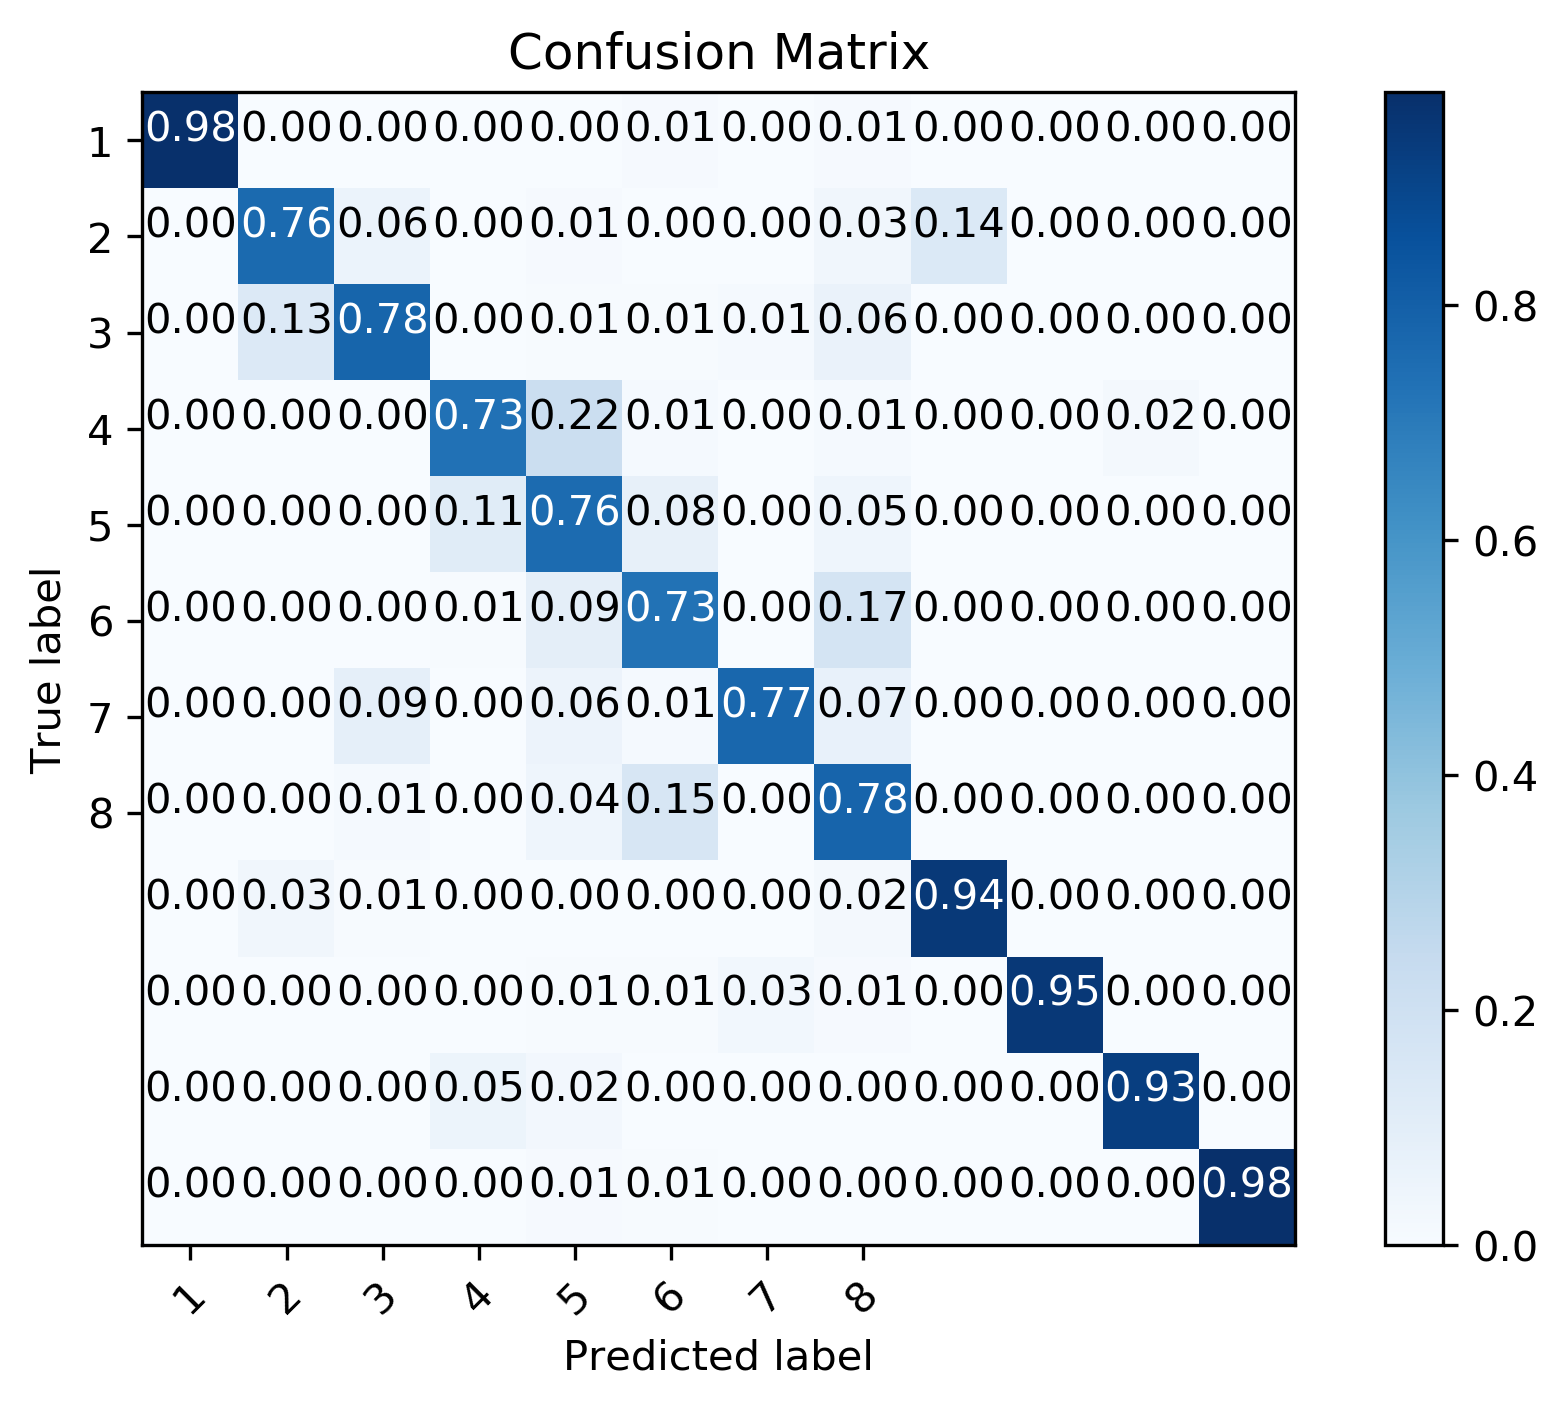 Confusion Matrix
1 0.98 0.00 0.00 0.00 0.00 0.01 0.00 0.01 0.00 0.00 0.00 0.00
2 0.00 0.76 0.06 0.00 0.01 0.00 0.00 0.03 0.14 0.00 0.00 0.00
3 0.00 0.13 0.78 0.00 0.01 0.01 0.01 0.06 0.00 0.00 0.00 0.00
4 0.00 0.00 0.00 0.73 0.22 0.01 0.00 0.01 0.00 0.00 0.02 0.00
5 0.00 0.00 0.00 0.11 0.76 0.08 0.00 0.05 0.00 0.00 0.00 0.00
6 0.00 0.00 0.00 0.01 0.09 0.73 0.00 0.17 0.00 0.00 0.00 0.00
7 0.00 0.00 0.09 0.00 0.06 0.01 0.77 0.07 0.00 0.00 0.00 0.00
8 0.00 0.00 0.01 0.00 0.04 0.15 0.00 0.78 0.00 0.00 0.00 0.00
0.00 0.03 0.01 0.00 0.00 0.00 0.00 0.02 0.94 0.00 0.00 0.00
0.00 0.00 0.00 0.00 0.01 0.01 0.03 0.01 0.00 0.95 0.00 0.00
0.00 0.00 0.00 0.05 0.02 0.00 0.00 0.00 0.00 0.00 0.93 0.00
0.00 0.00 0.00 0.00 0.01 0.01 0.00 0.00 0.00 0.00 0.00 0.98
1 2 3 4 5 6 7 8
Predicted label
True label
0.8
0.6
0.4
0.2
0.0